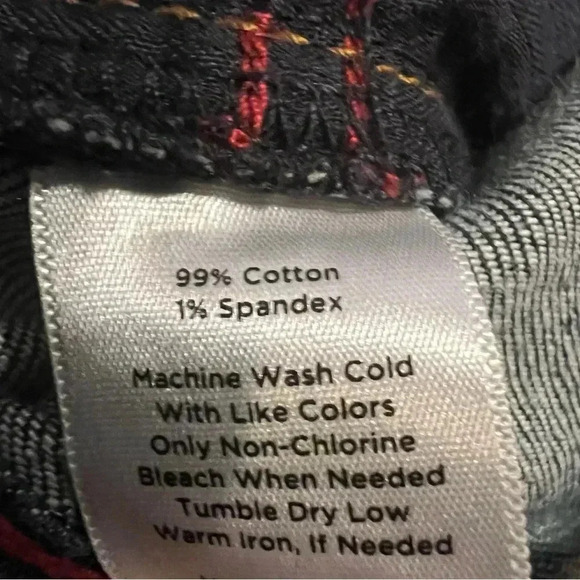 99% Cotton
1% Spandex
Machine Wash Cold
With Like Colors
Only Non-Chlorine
Bleach When Needed
Tumble Dry Low
Warm Iron, If Needed